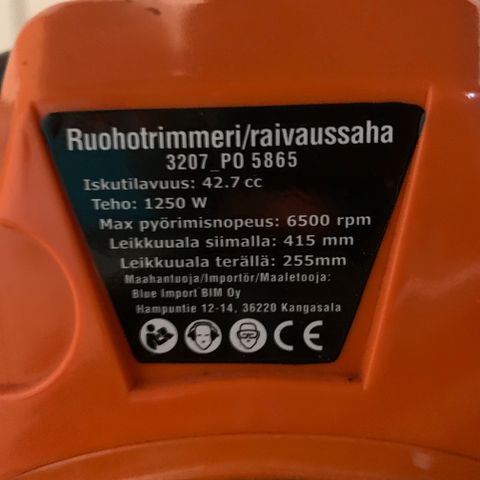 Ruohotrimmeri/raivaussaha
3207_PO 5865
Iskutilavuus: 42.7 cc
Teho: 1250 W
Max pyörimisnopeus: 6500 rpm
Leikkuuala siimalla: 415 mm
Leikkuuala terällä: 255mm
Maahantuoja/Importör/Maaletooja:
Blue Import BIM Oy
Hampuntie 12-14, 36220 Kangasala
CE